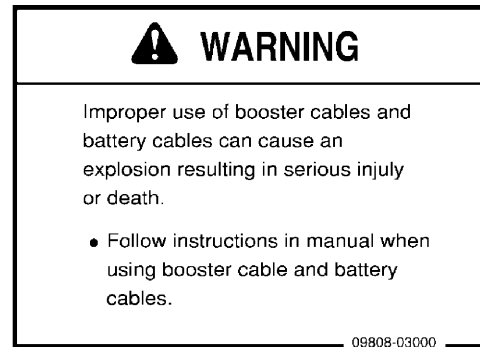 WARNING
Improper use of booster cables and
battery cables can cause an
explosion resulting in serious injuly
or death.
• Follow instructions in manual when
using booster cable and battery
cables.
09808-03000